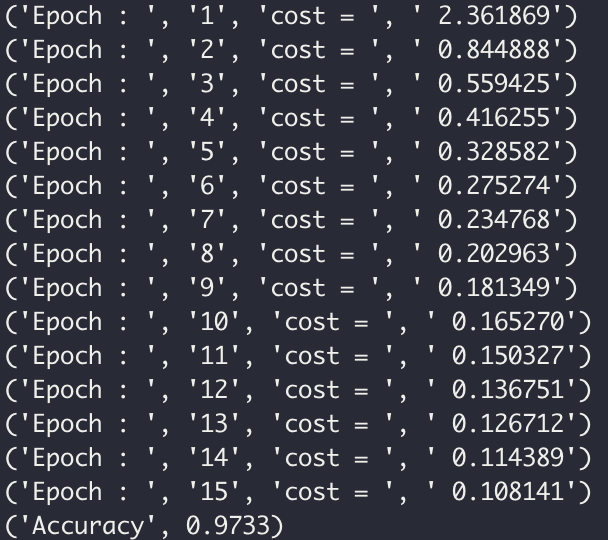 ('Epoch : ', '1', 'cost = ', ' 2.361869')
('Epoch : ', '2', 'cost = ', ' 0.844888')
('Epoch : ', '3', 'cost = ', ' 0.559425')
('Epoch : ', '4', 'cost = ', ' 0.416255')
('Epoch : ', '5', 'cost = ', ' 0.328582')
('Epoch : ', '6', 'cost = ', ' 0.275274')
('Epoch : ', '7', 'cost = ', ' 0.234768')
('Epoch : ', '8', 'cost = ', ' 0.202963')
('Epoch : ', '9', 'cost = ', ' 0.181349')
('Epoch : ', '10', 'cost = ', ' 0.165270')
('Epoch : ', '11', 'cost = ', ' 0.150327')
('Epoch : ', '12', 'cost = ', ' 0.136751')
('Epoch : ', '13', 'cost = ', ' 0.126712')
('Epoch : ', '14', 'cost = ', ' 0.114389')
('Epoch : ', '15', 'cost = ', ' 0.108141')
('Accuracy', 0.9733)